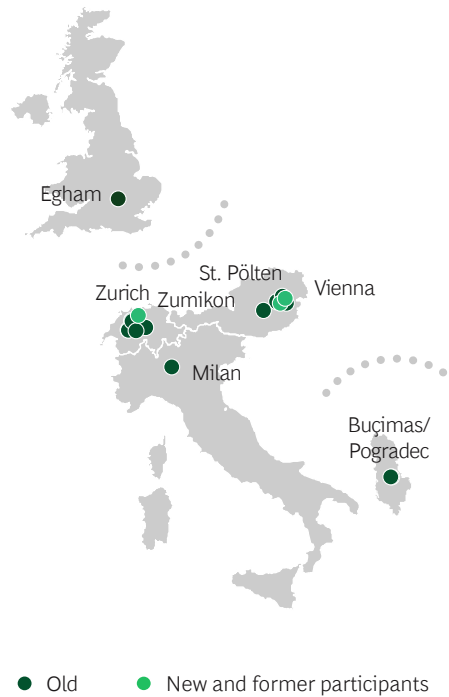 Egham
St. Pölten
Vienna
Zurich
Zumikon
Milan
Buçimas/
Pogradec
Old
New and former participants